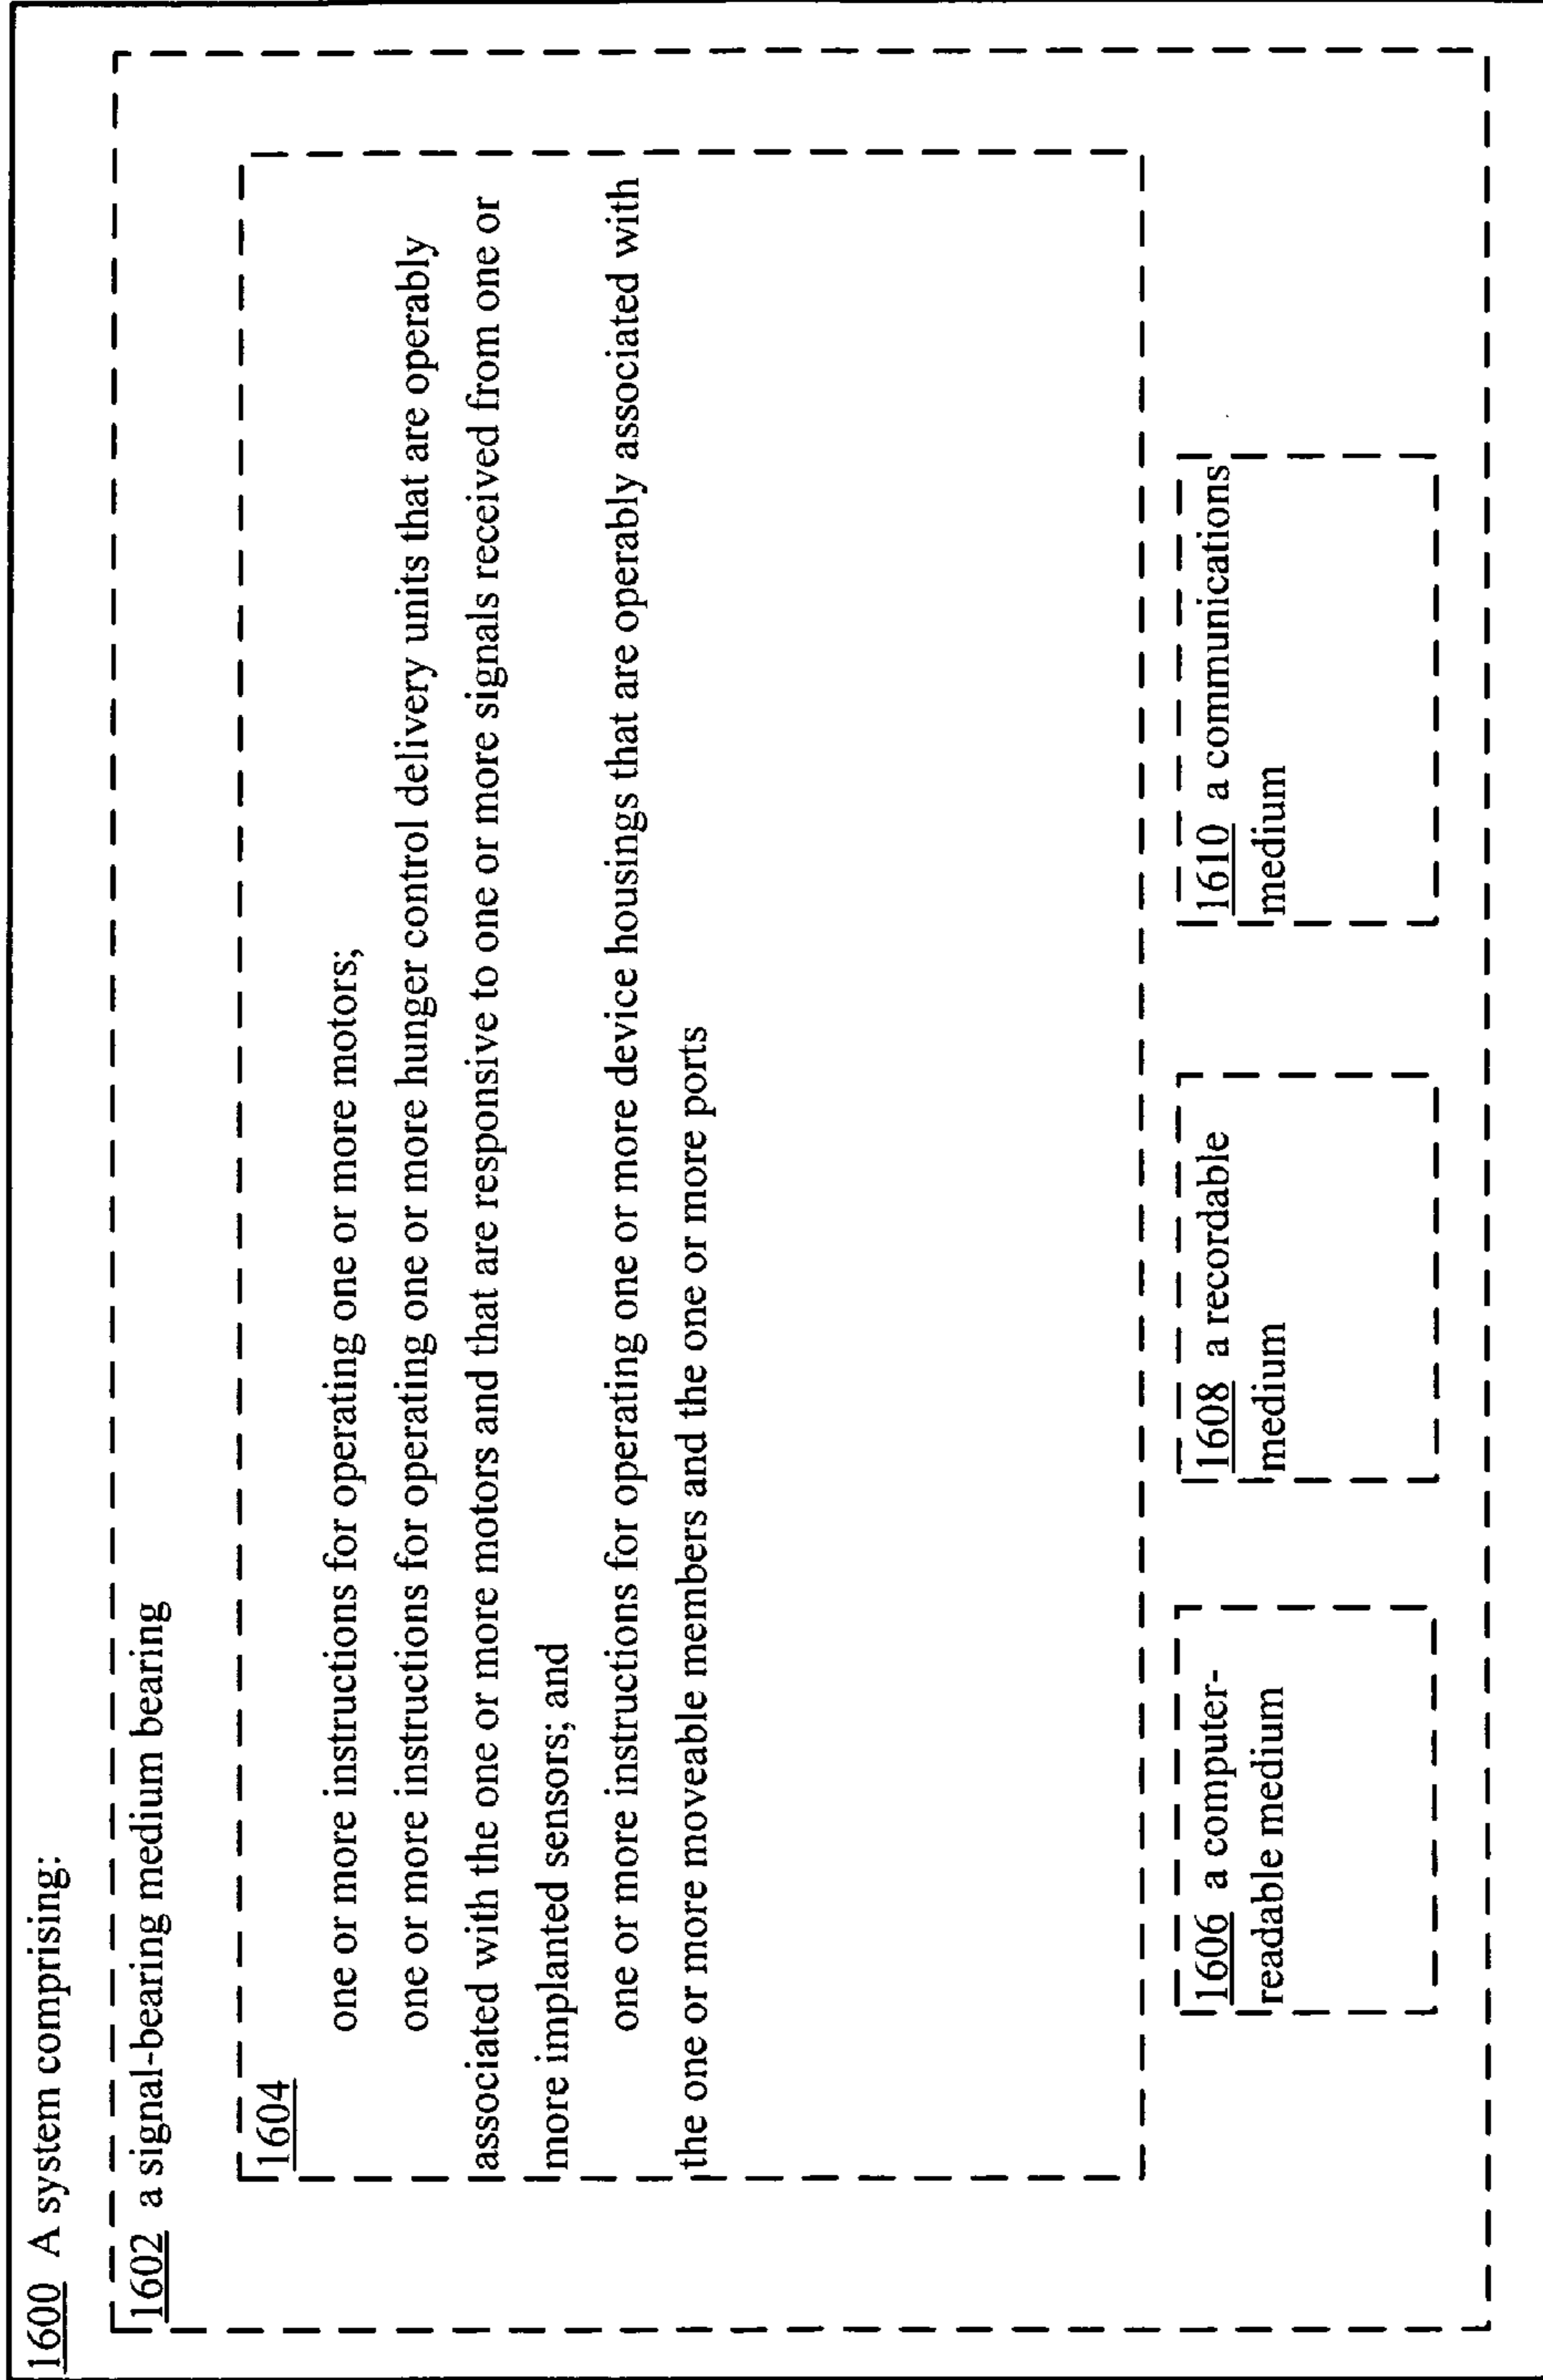 1600 A system comprising:
1602 a signal-bearing medium bearing
1604
one or more instructions for operating one or more motors;
one or more instructions for operating one or more hunger control delivery units that are operably
associated with the one or more motors and that are responsive to one or more signals received from one or
more implanted sensors; and
one or more instructions for operating one or more device housings that are operably associated with
the one or more moveable members and the one or more ports
1606 a computer-
readable medium
1608 a recordable
medium
1610 a communications
medium